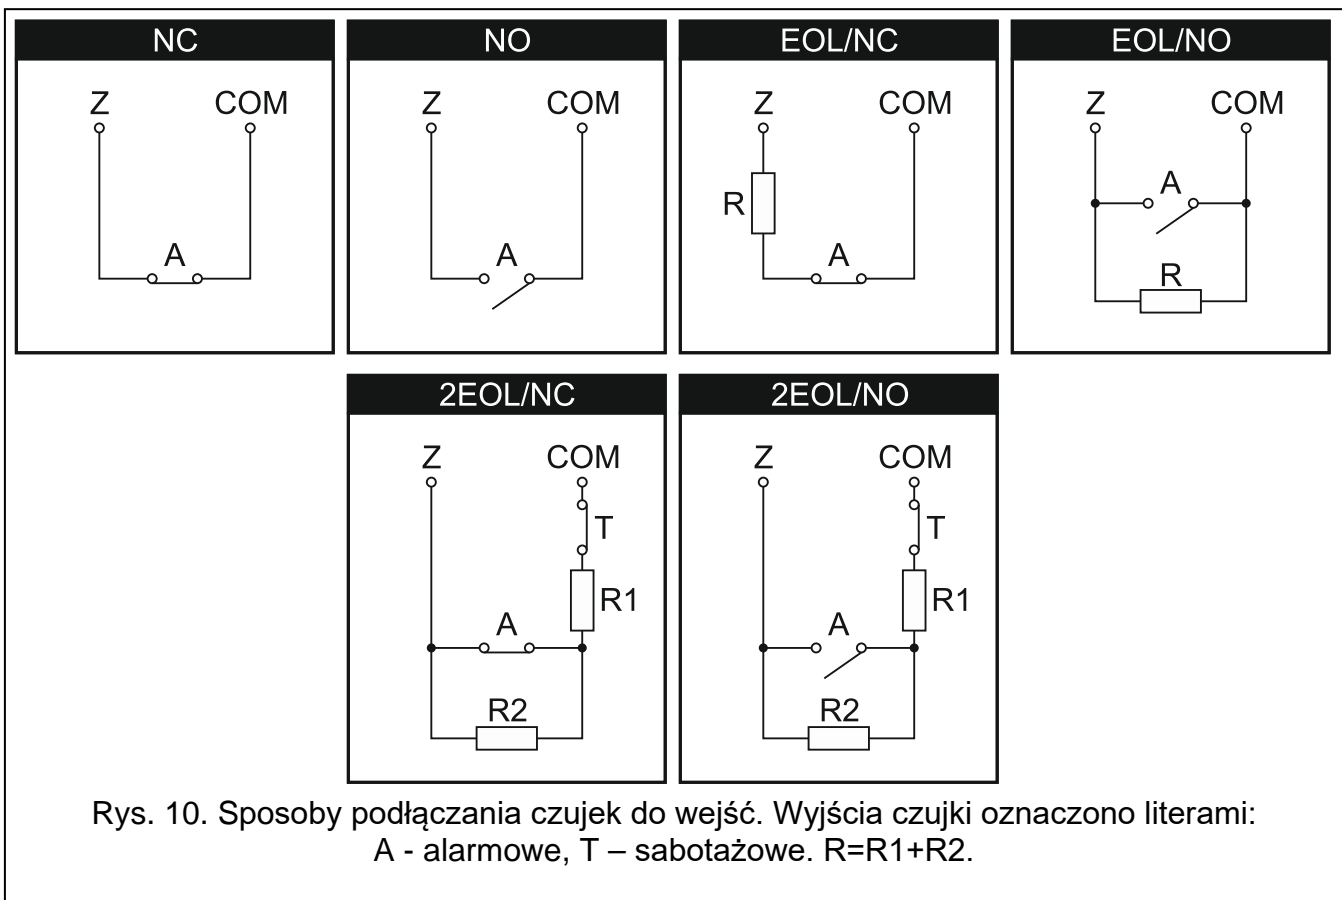 NC
Z COM
A
NO
Z COM
A
EOL/NC
Z COM
R
A
EOL/NO
Z COM
A
R
2EOL/NC
Z COM
T
R1
A
R2
2EOL/NO
Z COM
T
R1
A
R2
Rys. 10. Sposoby podłączania czujek do wejść. Wyjścia czujki oznaczono literami:
A - alarmowe, T – sabotażowe. R=R1+R2.